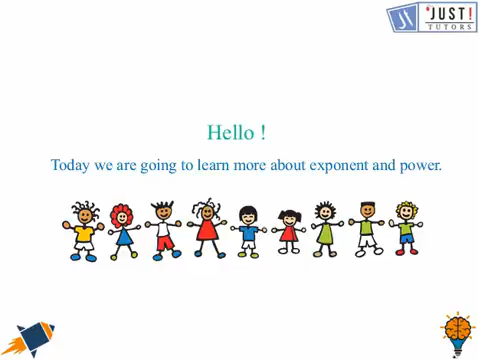 JUST!
TUTORS
Hello !
Today we are going to learn more about exponent and power.